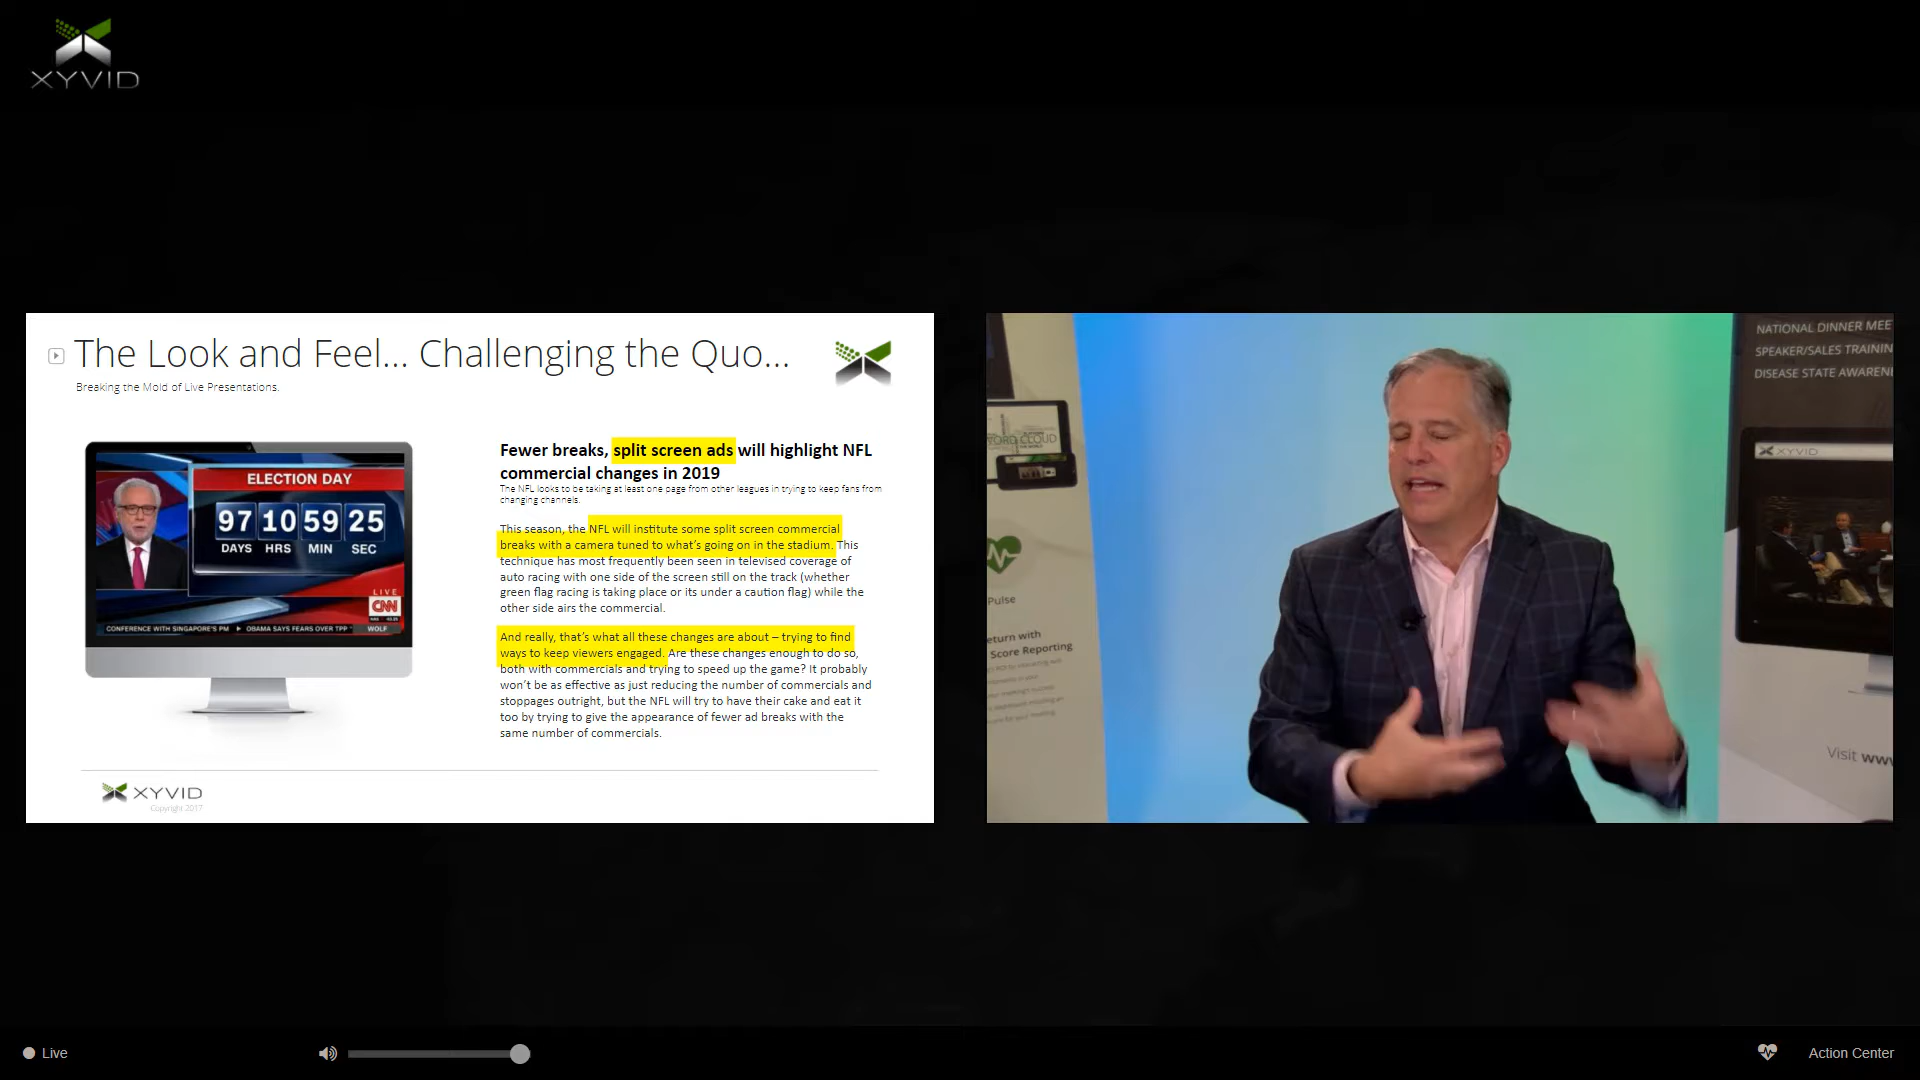 XYVID
The Look and Feel... Challenging the Quo...
Breaking the Mold of Live Presentations.
ELECTION DAY
97 10 59 25
DAYS HRS MIN SEC
LIVE
CNN
CONFERENCE WITH SINGAPORE'S PM ▶ OBAMA SAYS FEARS OVER TPP
WOLF
Fewer breaks, split screen ads will highlight NFL
commercial changes in 2019
The NFL looks to be taking at least one page from other leagues in trying to keep fans from
changing channels.
This season, the NFL will institute some split screen commercial
breaks with a camera tuned to what's going on in the stadium. This
technique has most frequently been seen in televised coverage of
auto racing with one side of the screen still on the track (whether
green flag racing is taking place or its under a caution flag) while the
other side airs the commercial.
And really, that's what all these changes are about – trying to find
ways to keep viewers engaged. Are these changes enough to do so,
both with commercials and trying to speed up the game? It probably
won't be as effective as just reducing the number of commercials and
stoppages outright, but the NFL will try to have their cake and eat it
too by trying to give the appearance of fewer ad breaks with the
same number of commercials.
XYVID
Copyright 2017
WORD CLOUD
Pulse
eturn with
Score Reporting
NATIONAL DINNER MEE
SPEAKER/SALES TRAININ
DISEASE STATE AWAREN
XYVID
Visit www
Live
Action Center